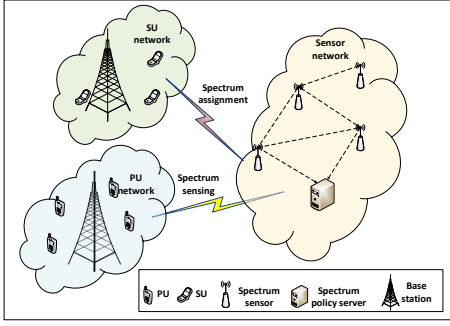 SU
network
Sensor
network
Spectrum
assignment
PU
network
Spectrum
sensing
PU
SU
Spectrum
sensor
Spectrum
policy server
Base
station